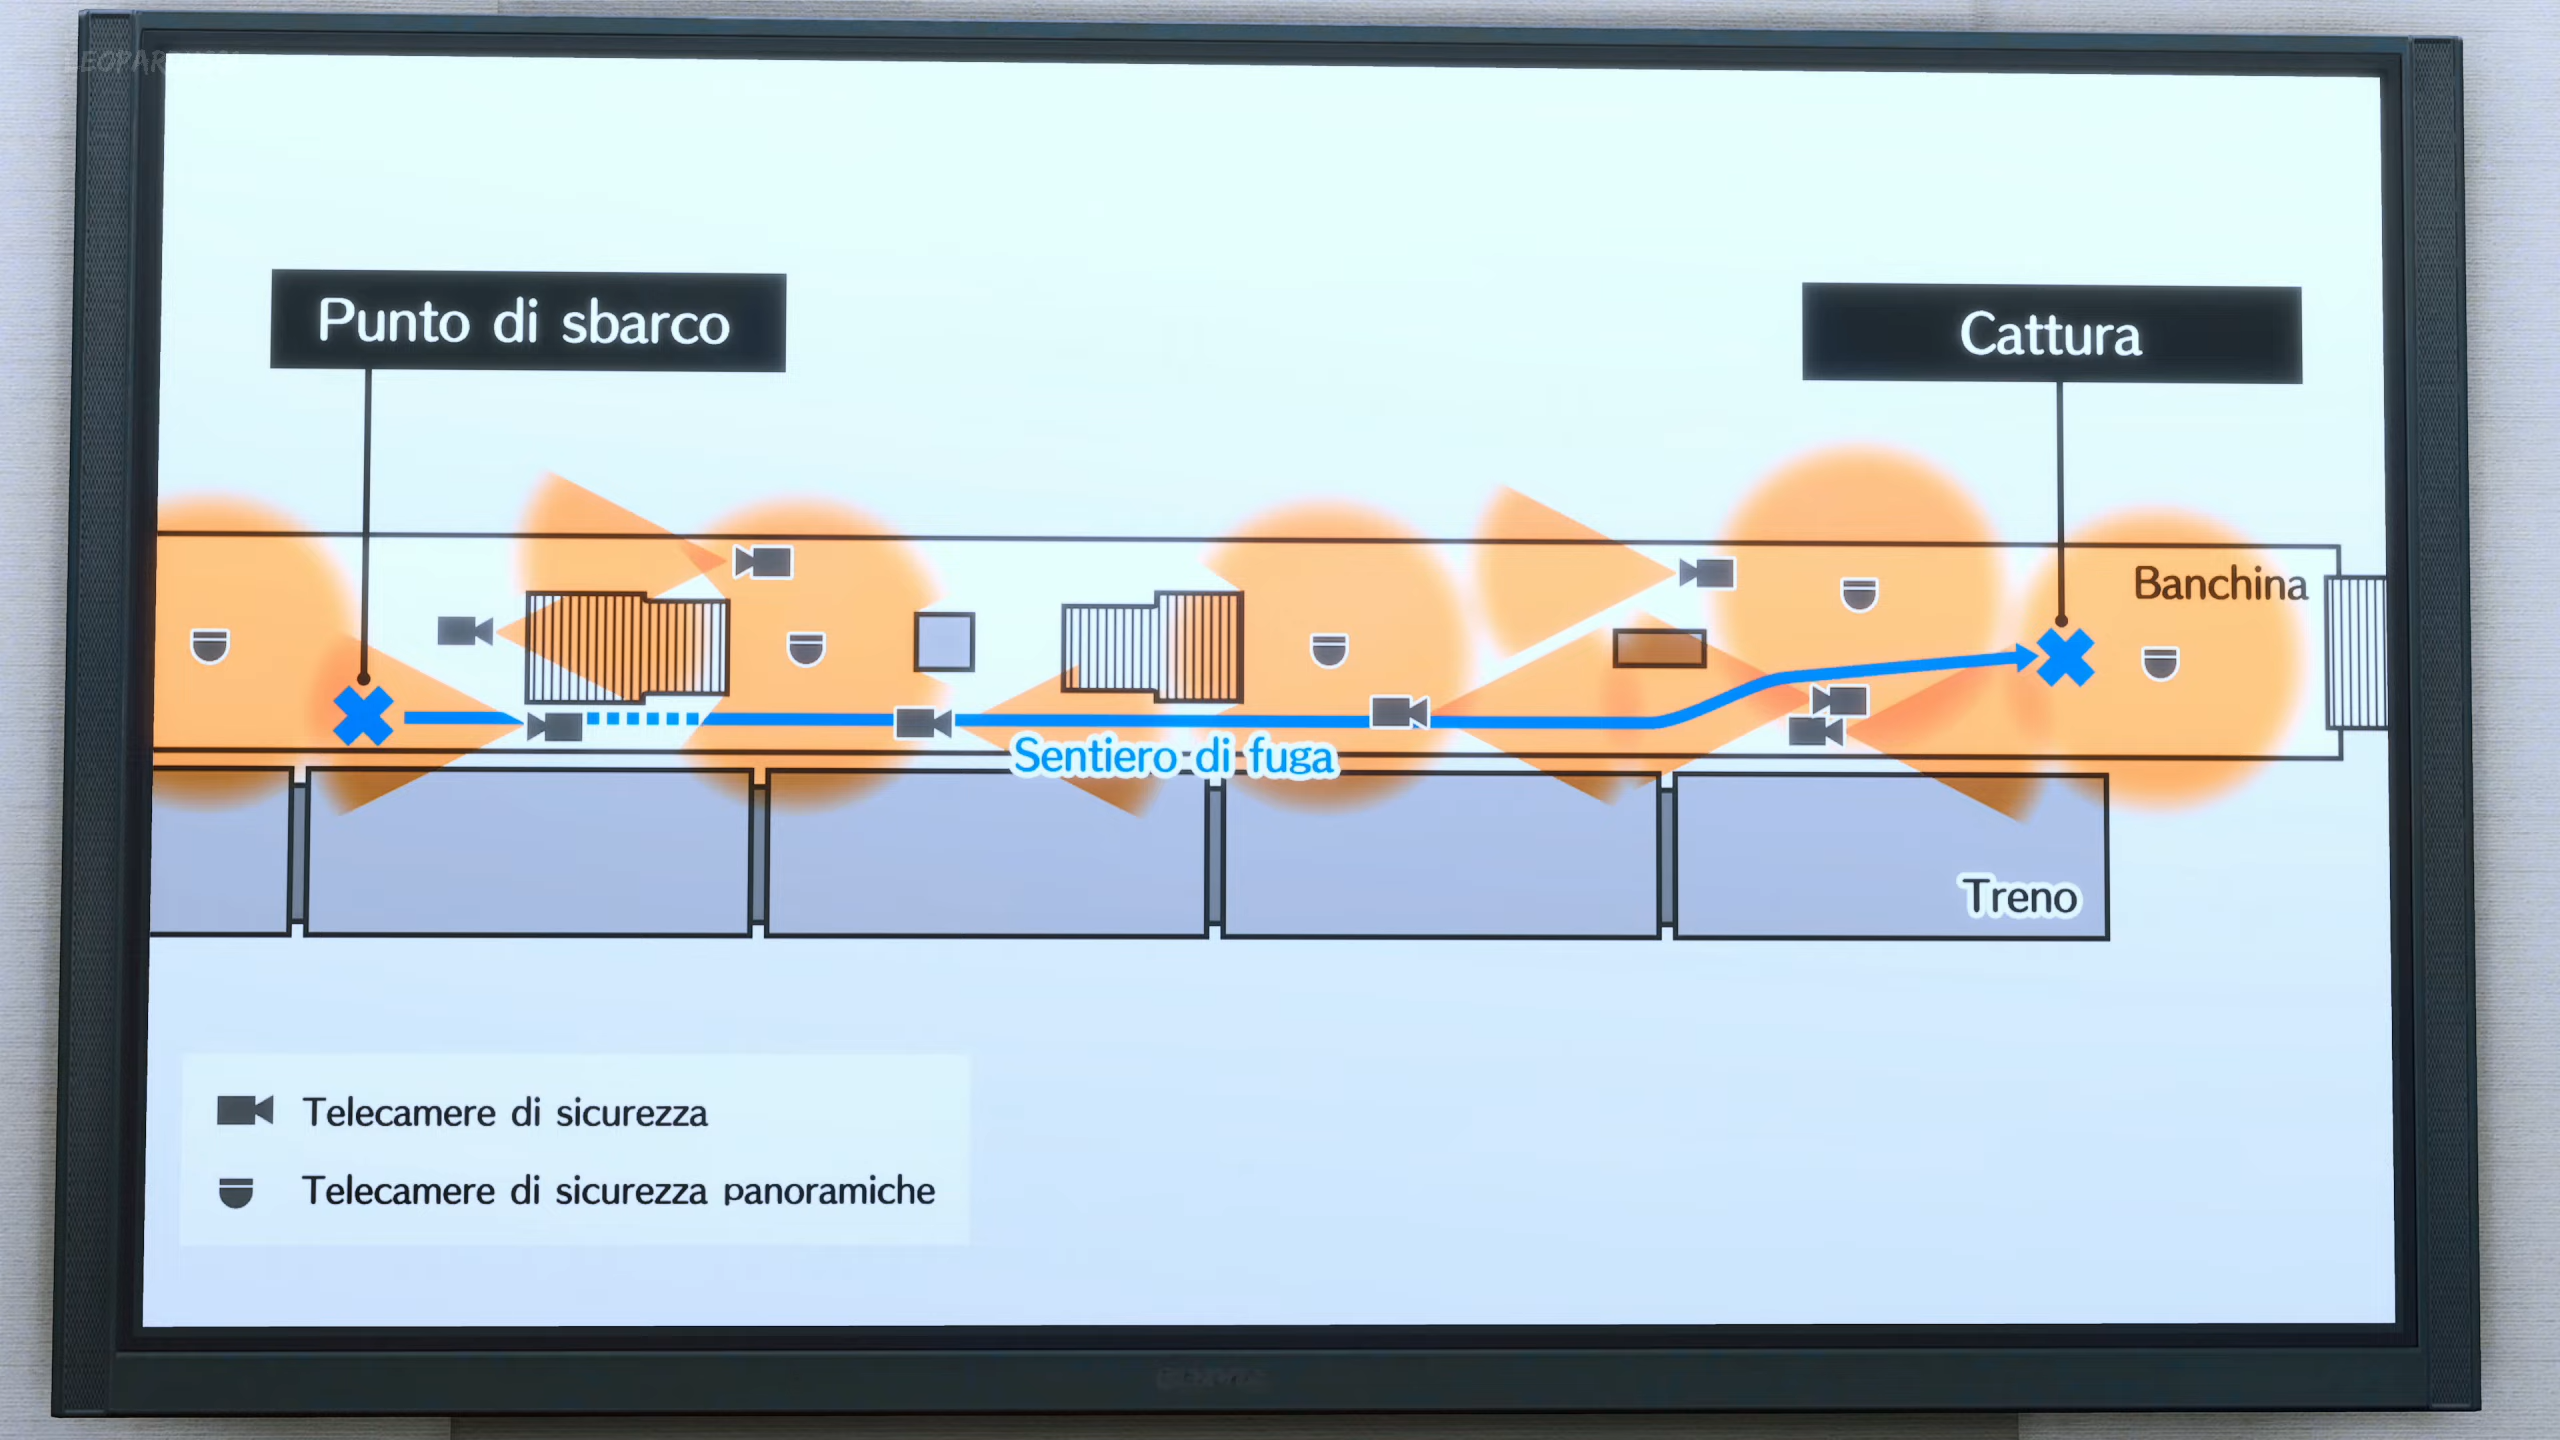 Punto di sbarco
Cattura
Banchina
Sentiero di fuga
Treno
Telecamere di sicurezza
Telecamere di sicurezza panoramiche